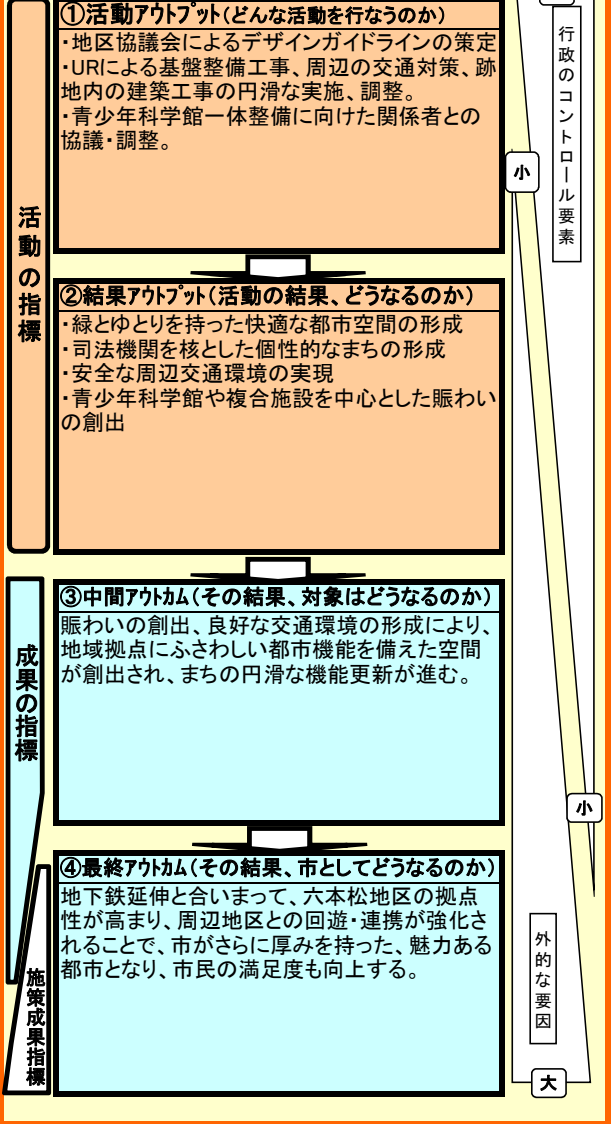 ①活動ｱｳﾄﾌﾟｯﾄ(どんな活動を行なうのか)
・地区協議会によるデザインガイドラインの策定
・URによる基盤整備工事、周辺の交通対策、跡
地内の建築工事の円滑な実施、調整。
・青少年科学館一体整備に向けた関係者との
協議・調整。
活動の指標
②結果ｱｳﾄﾌﾟｯﾄ(活動の結果、どうなるのか)
・緑とゆとりを持った快適な都市空間の形成
・司法機関を核とした個性的なまちの形成
・安全な周辺交通環境の実現
・青少年科学館や複合施設を中心とした賑わい
の創出
③中間ｱｳﾄｶﾑ(その結果、対象はどうなるのか)
賑わいの創出、良好な交通環境の形成により、
地域拠点にふさわしい都市機能を備えた空間
が創出され、まちの円滑な機能更新が進む。
成果の指標
④最終ｱｳﾄｶﾑ(その結果、市としてどうなるのか)
地下鉄延伸と合いまって、六本松地区の拠点
性が高まり、周辺地区との回遊・連携が強化さ
れることで、市がさらに厚みを持った、魅力ある
都市となり、市民の満足度も向上する。
施策成果指標
行政のコントロール要素
小
小
外的な要因
大